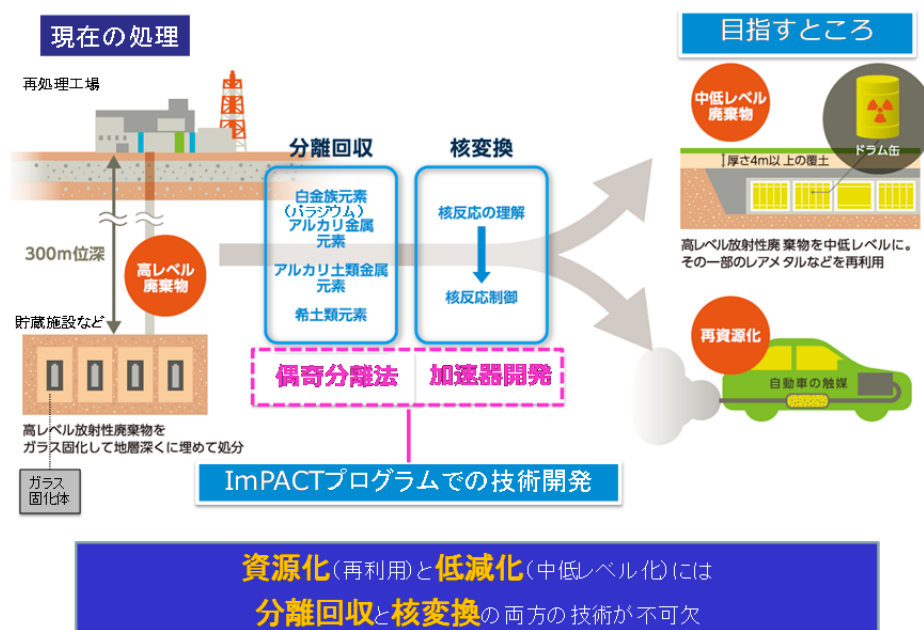 現在の処理
目指すところ
再処理工場
300m位深
高レベル
廃棄物
貯蔵施設など
高レベル放射性廃棄物を
ガラス固化して地層深くに埋めて処分
ガラス
固化体
分離回収
白金族元素
(パラジウム)
アルカリ金属
元素
アルカリ土類金属
元素
希土類元素
核変換
核反応の理解
核反応制御
偶奇分離法
加速器開発
ImPACTプログラムでの技術開発
中低レベル
廃棄物
ドラム缶
厚さ4m以上の覆土
高レベル放射性廃棄物を中低レベルに。
その一部のレアメタルなどを再利用
再資源化
自動車の触媒
資源化(再利用)と低減化(中低レベル化)には
分離回収と核変換の両方の技術が不可欠